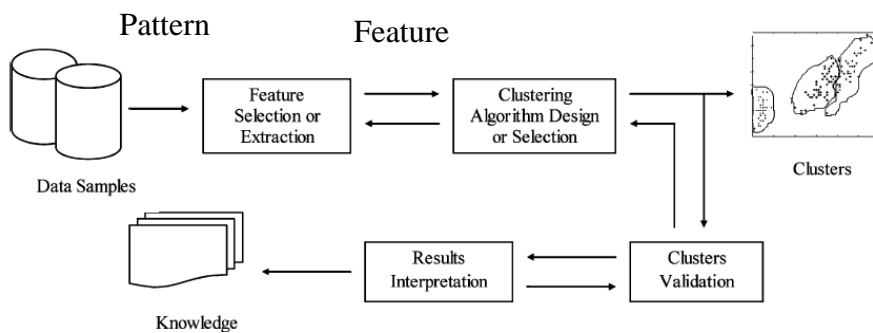 Pattern
Feature
Feature
Selection or
Extraction
Clustering
Algorithm Design
or Selection
Clusters
Data Samples
Results
Interpretation
Clusters
Validation
Knowledge